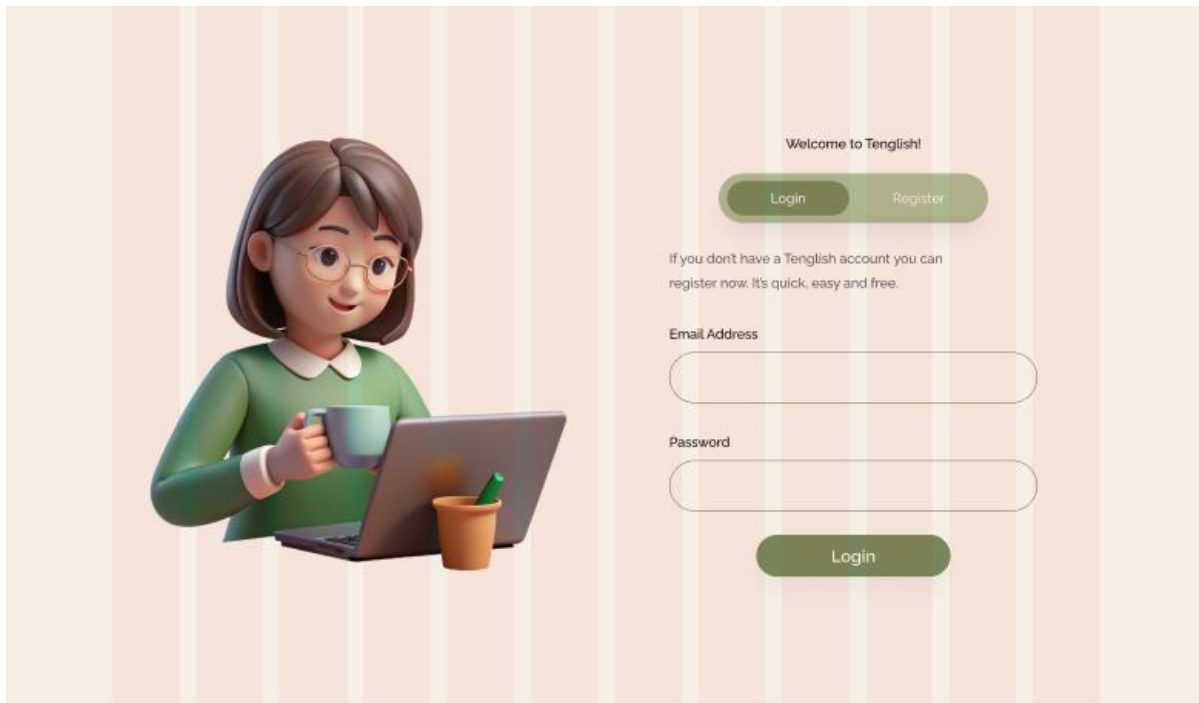 Welcome to Tenglish!
Login
Register
If you don't have a Tenglish account you can
register now. It's quick, easy and free.
Email Address
Password
Login